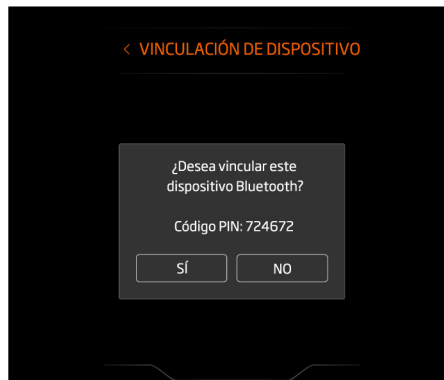 < VINCULACIÓN DE DISPOSITIVO
¿Desea vincular este
dispositivo Bluetooth?
Código PIN: 724672
SÍ
NO